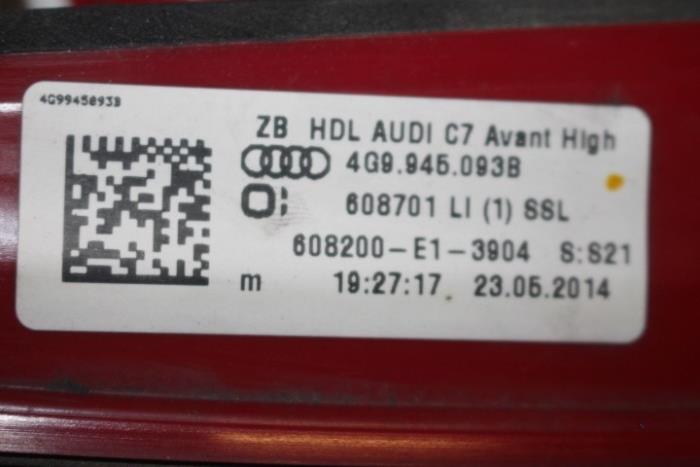 4G9945093B
ZB HDL AUDI C7 Avant High
4G9.945.093B
608701 LI (1) SSL
608200-E1-3904 S:S21
m 19:27:17 23.05.2014